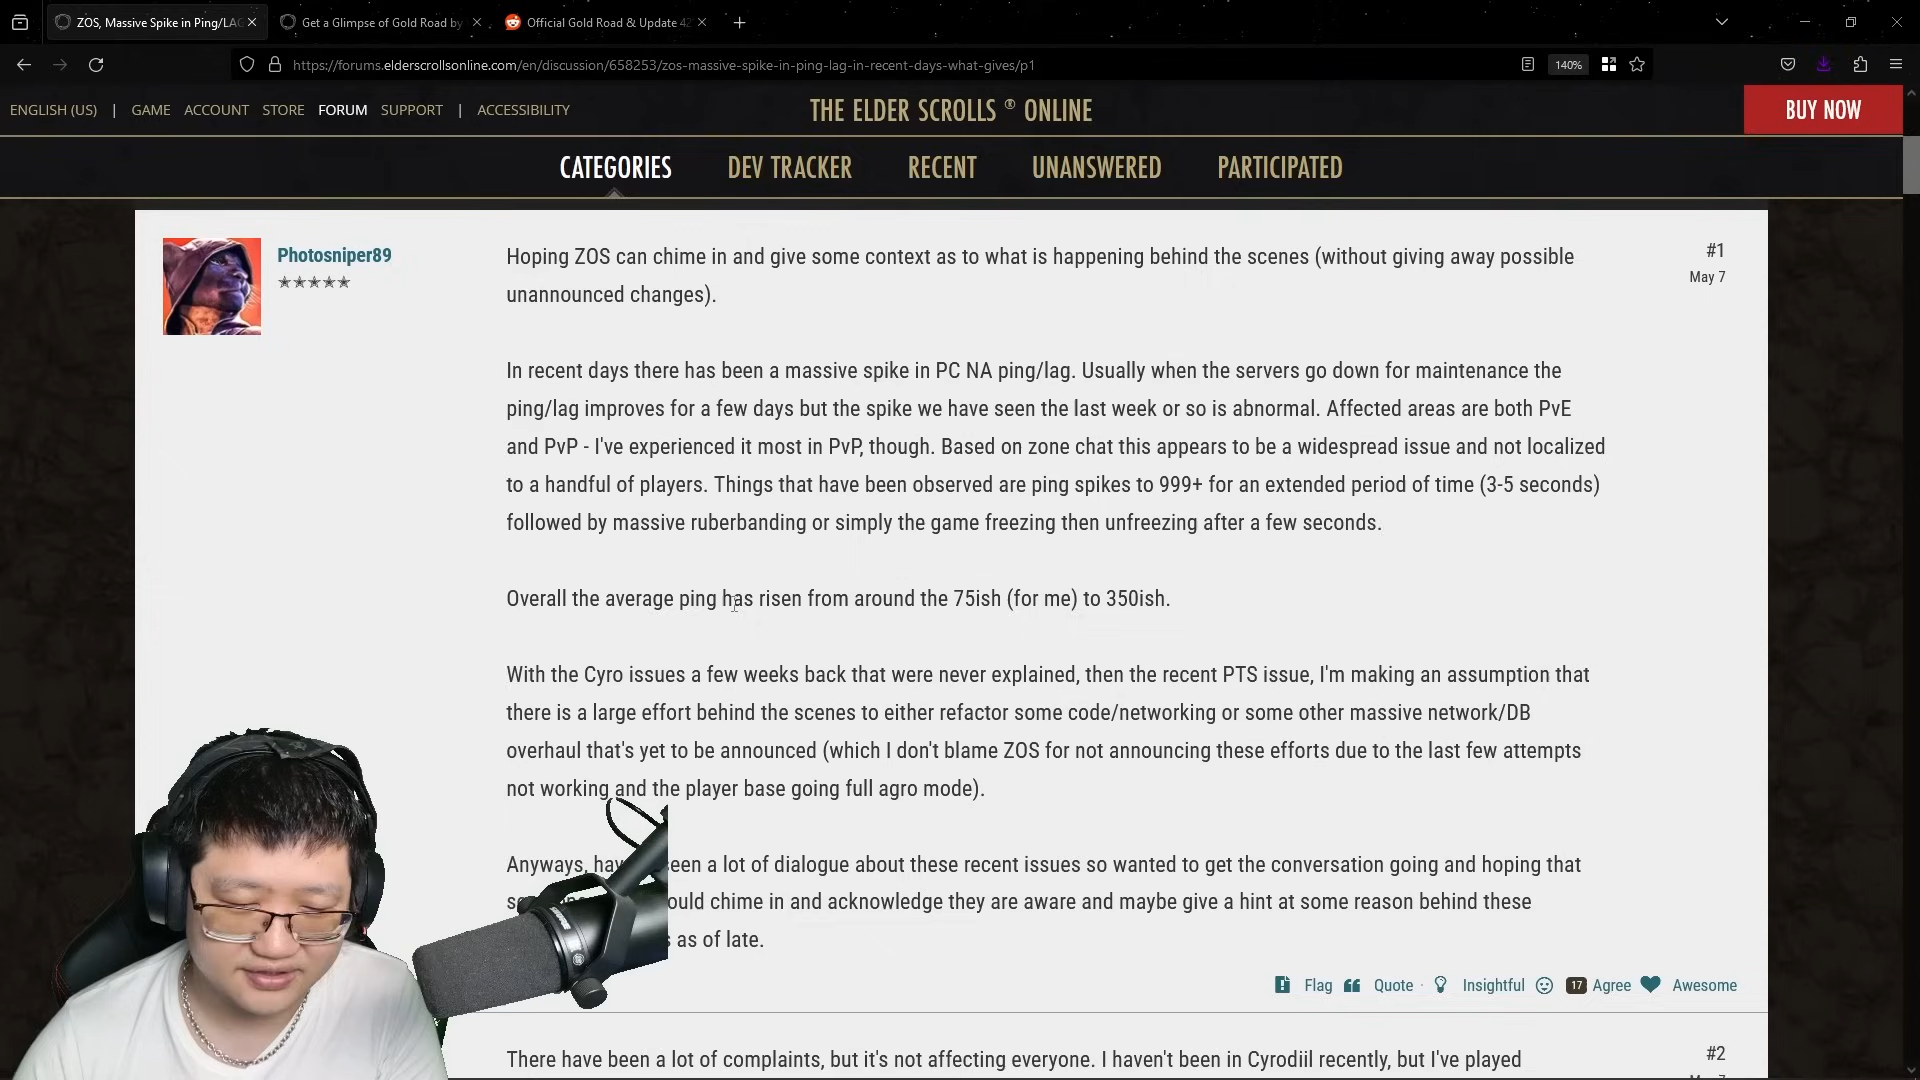 ZOS, Massive Spike in Ping/LAG
Get a Glimpse of Gold Road by
Official Gold Road & Update 42
https://forums.elderscrollsonline.com/en/discussion/658253/zos-massive-spike-in-ping-lag-in-recent-days-what-gives/p1
140%
ENGLISH (US) | GAME ACCOUNT STORE FORUM SUPPORT | ACCESSIBILITY
THE ELDER SCROLLS ® ONLINE
BUY NOW
CATEGORIES DEV TRACKER RECENT UNANSWERED PARTICIPATED
Photosniper89
#1
May 7
Hoping ZOS can chime in and give some context as to what is happening behind the scenes (without giving away possible
unannounced changes).
In recent days there has been a massive spike in PC NA ping/lag. Usually when the servers go down for maintenance the
ping/lag improves for a few days but the spike we have seen the last week or so is abnormal. Affected areas are both PvE
and PvP - I've experienced it most in PvP, though. Based on zone chat this appears to be a widespread issue and not localized
to a handful of players. Things that have been observed are ping spikes to 999+ for an extended period of time (3-5 seconds)
followed by massive ruberbanding or simply the game freezing then unfreezing after a few seconds.
Overall the average ping has risen from around the 75ish (for me) to 350ish.
With the Cyro issues a few weeks back that were never explained, then the recent PTS issue, I'm making an assumption that
there is a large effort behind the scenes to either refactor some code/networking or some other massive network/DB
overhaul that's yet to be announced (which I don't blame ZOS for not announcing these efforts due to the last few attempts
not working and the player base going full agro mode).
Anyways, seen a lot of dialogue about these recent issues so wanted to get the conversation going and hoping that
chime in and acknowledge they are aware and maybe give a hint at some reason behind these
as of late.
Flag Quote · Insightful 17 Agree Awesome
There have been a lot of complaints, but it's not affecting everyone. I haven't been in Cyrodiil recently, but I've played
#2